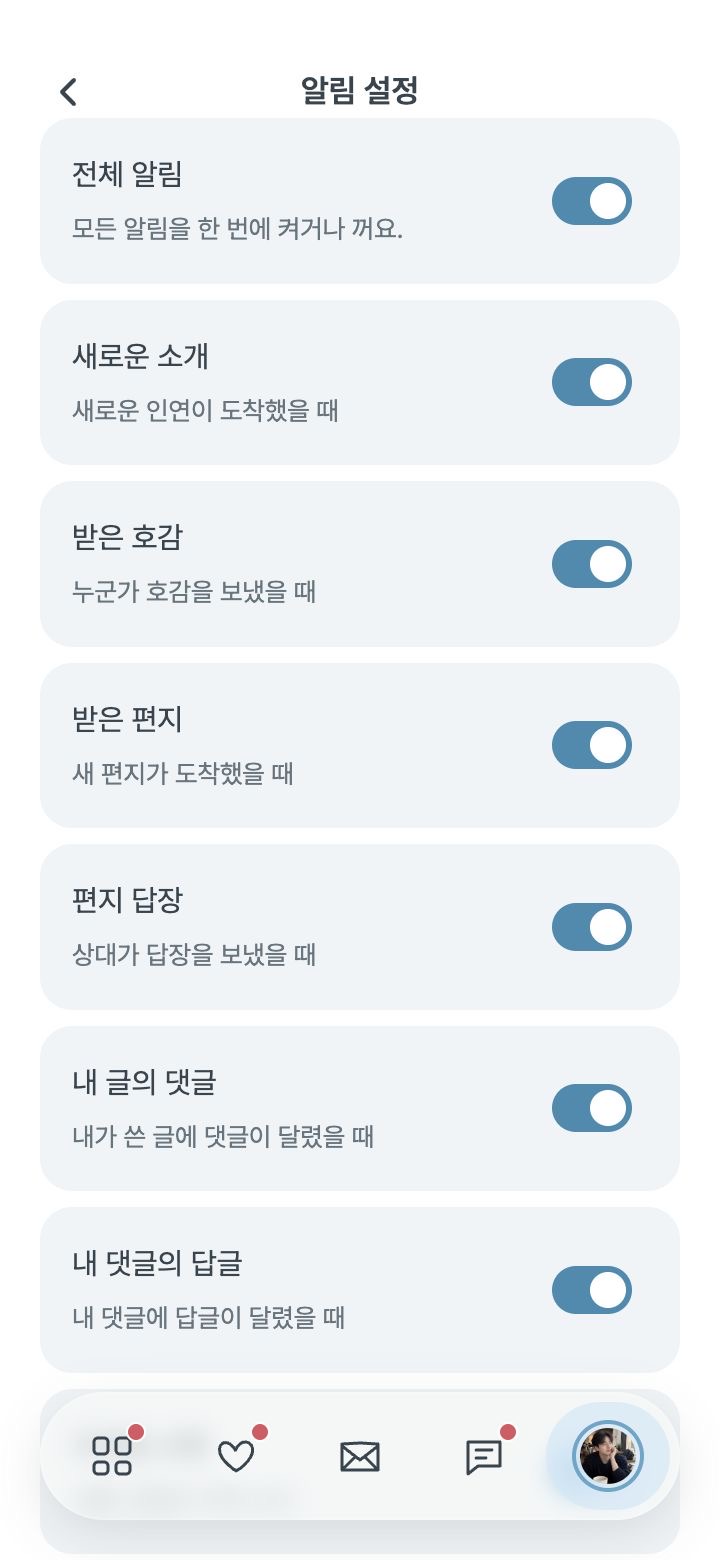 알림 설정
전체 알림
모든 알림을 한 번에 켜거나 꺼요.
새로운 소개
새로운 인연이 도착했을 때
받은 호감
누군가 호감을 보냈을 때
받은 편지
새 편지가 도착했을 때
편지 답장
상대가 답장을 보냈을 때
내 글의 댓글
내가 쓴 글에 댓글이 달렸을 때
내 댓글의 답글
내 댓글에 답글이 달렸을 때